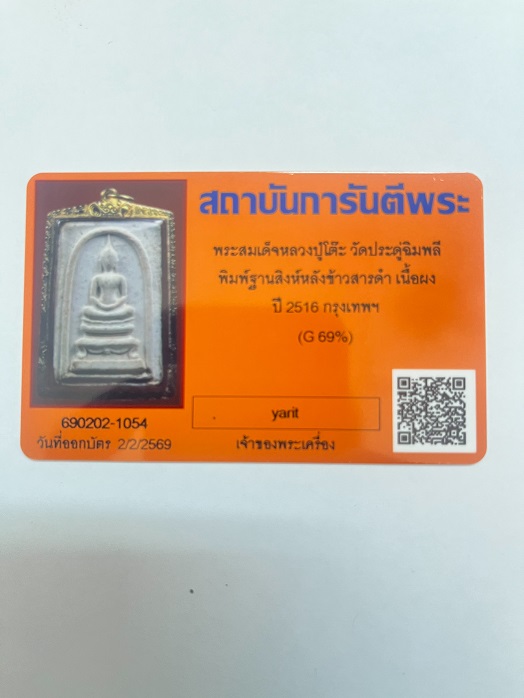 สถาบันการันตีพระ
พระสมเด็จหลวงปู่โต๊ะ วัดประดู่ฉิมพลี
พิมพ์ฐานสิงห์หลังข้าวสารดำ เนื้อผง
ปี 2516 กรุงเทพฯ
(G 69%)
yarit
เจ้าของพระเครื่อง
690202-1054
วันที่ออกบัตร 2/2/2569